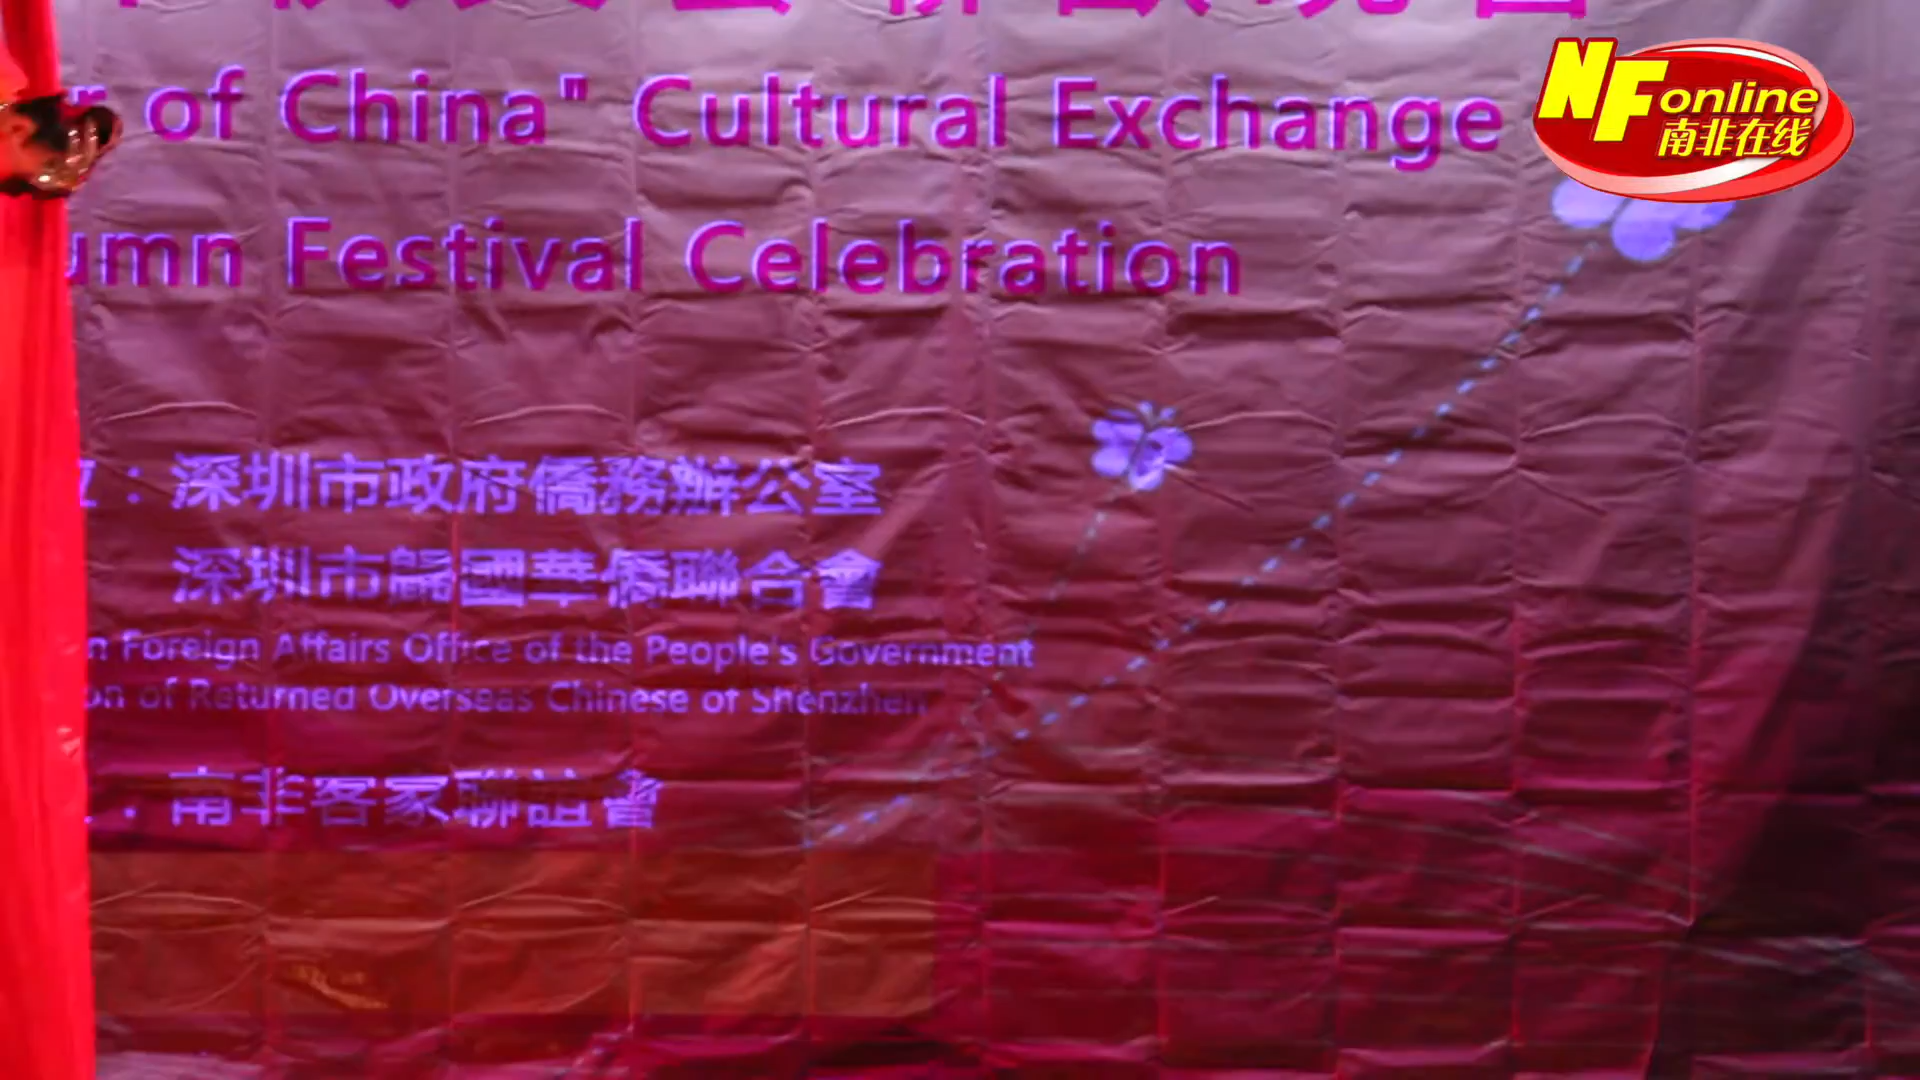 of China" Cultural Exchange
Festival Celebration
深圳市政府僑務辦公室
深圳市歸國華僑聯合會
Foreign Affairs Office of the People's Government
of Returned Overseas Chinese of Shenzhen
南非客家聯誼會
NF online
南非在线